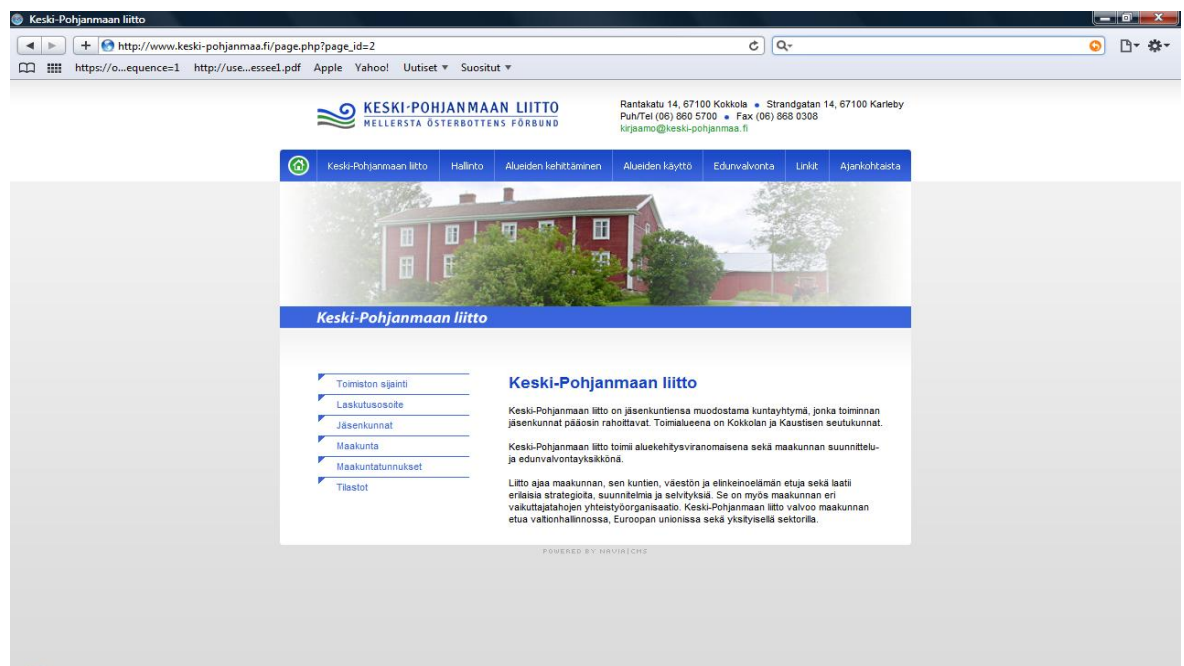 Keski-Pohjanmaan liitto
http://www.keski-pohjanmaa.fi/page.php?page_id=2
https://o...equence=1 http://use...essee1.pdf Apple Yahoo! Uutiset Suositut
KESKI-POHJANMAAN LIITTO
MELLERSTA ÖSTERBOTTENS FÖRBUND
Rantakatu 14, 67100 Kokkola • Strandgatan 14, 67100 Karleby
Puh/Tel (06) 860 5700 • Fax (06) 868 0308
kirjaamo@keski-pohjanmaa.fi
Keski-Pohjanmaan liitto Hallinto Alueiden kehittäminen Alueiden käyttö Edunvalvonta Linkit Ajankohtaista
Keski-Pohjanmaan liitto
Toimiston sijainti
Laskutusosoite
Jäsenkunnat
Maakunta
Maakuntatunnukset
Tilastot
Keski-Pohjanmaan liitto
Keski-Pohjanmaan liitto on jäsenkuntiensa muodostama kuntayhtymä, jonka toiminnan
jäsenkunnat pääosin rahoittavat. Toimialueena on Kokkolan ja Kaustisen seutukunnat.
Keski-Pohjanmaan liitto toimii aluekehitysviranomaisena sekä maakunnan suunnittelu-
ja edunvalvontayksikkönä.
Liitto ajaa maakunnan, sen kuntien, väestön ja elinkeinoelämän etuja sekä laatii
erilaisia strategioita, suunnitelmia ja selvityksiä. Se on myös maakunnan eri
vaikuttajatahojen yhteistyöorganisaatio. Keski-Pohjanmaan liitto valvoo maakunnan
etua valtionhallinnossa, Euroopan unionissa sekä yksityisellä sektorilla.
POWERED BY NAVIA|CMS